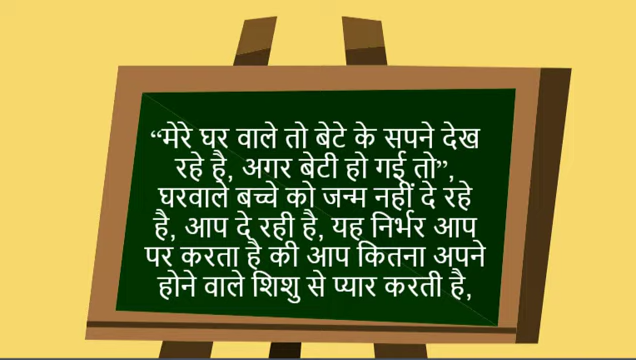 “मेरे घर वाले तो बेटे के सपने देख
रहे है, अगर बेटी हो गई तो”,
घरवाले बच्चे को जन्म नहीं दे रहे
है, आप दे रही है, यह निर्भर आप
पर करता है की आप कितना अपने
होने वाले शिशु से प्यार करती है,